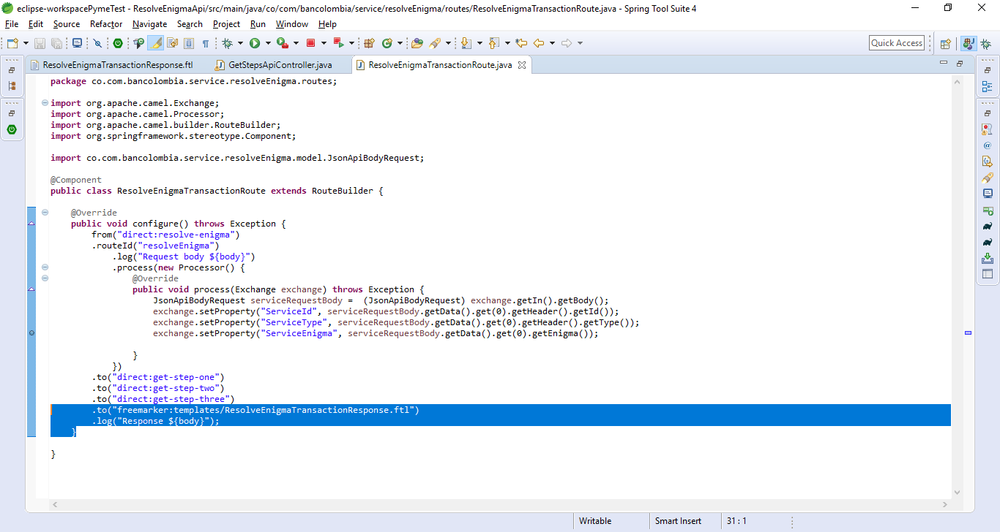 eclipse-workspacePymeTest - ResolveEnigmaApi/src/main/java/co/com/bancolombia/service/resolveEnigma/routes/ResolveEnigmaTransactionRoute.java - Spring Tool Suite 4
File Edit Source Refactor Navigate Search Project Run Window Help
Quick Access
ResolveEnigmaTransactionResponse.ftl GetStepsApiController.java ResolveEnigmaTransactionRoute.java
package co.com.bancolombia.service.resolveEnigma.routes;
import org.apache.camel.Exchange;
import org.apache.camel.Processor;
import org.apache.camel.builder.RouteBuilder;
import org.springframework.stereotype.Component;
import co.com.bancolombia.service.resolveEnigma.model.JsonApiBodyRequest;
@Component
public class ResolveEnigmaTransactionRoute extends RouteBuilder {
@Override
public void configure() throws Exception {
from("direct:resolve-enigma")
.routeId("resolveEnigma")
.log("Request body ${body}")
.process(new Processor() {
@Override
public void process(Exchange exchange) throws Exception {
JsonApiBodyRequest serviceRequestBody =  (JsonApiBodyRequest) exchange.getIn().getBody();
exchange.setProperty("ServiceId", serviceRequestBody.getData().get(0).getHeader().getId());
exchange.setProperty("ServiceType", serviceRequestBody.getData().get(0).getHeader().getType());
exchange.setProperty("ServiceEnigma", serviceRequestBody.getData().get(0).getEnigma());
}
})
.to("direct:get-step-one")
.to("direct:get-step-two")
.to("direct:get-step-three")
.to("freemarker:templates/ResolveEnigmaTransactionResponse.ftl")
.log("Response ${body}");
}
}
Writable Smart Insert 31 : 1